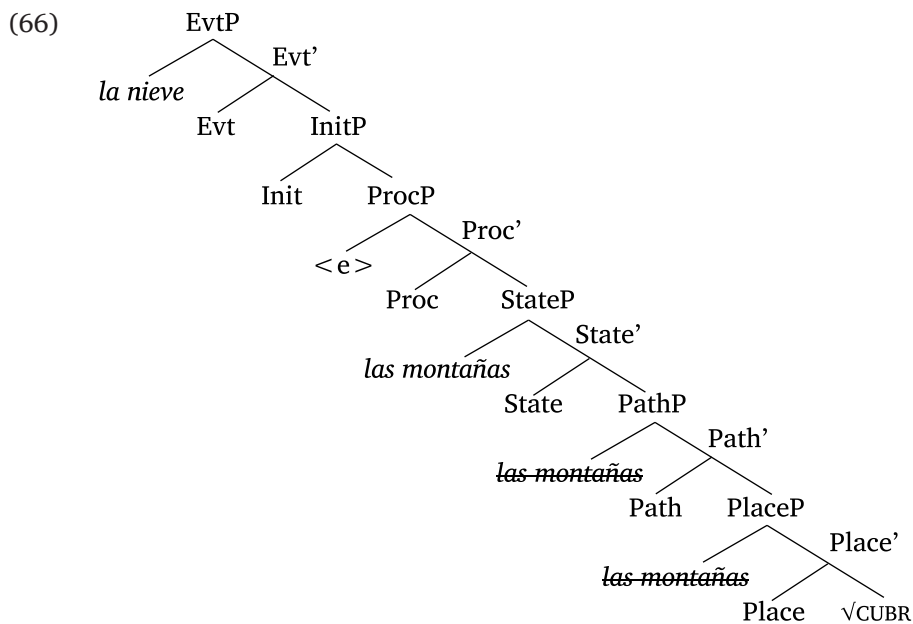 (66) EvtP
Evt’
la nieve
Evt InitP
Init ProcP
Proc’
<e>
Proc StateP
State’
las montañas
State PathP
Path’
las montañas
Path PlaceP
Place’
las montañas
Place √CUBR